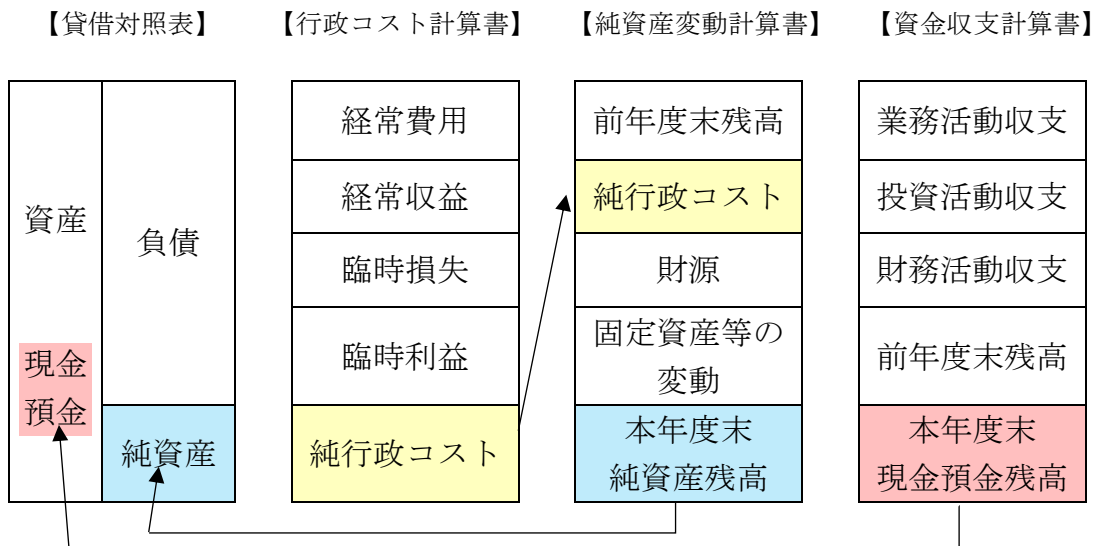 【貸借対照表】
【行政コスト計算書】
【純資産変動計算書】
【資金収支計算書】
資産
現金
預金
負債
純資産
経常費用
経常収益
臨時損失
臨時利益
純行政コスト
前年度末残高
純行政コスト
財源
固定資産等の
変動
本年度末
純資産残高
業務活動収支
投資活動収支
財務活動収支
前年度末残高
本年度末
現金預金残高